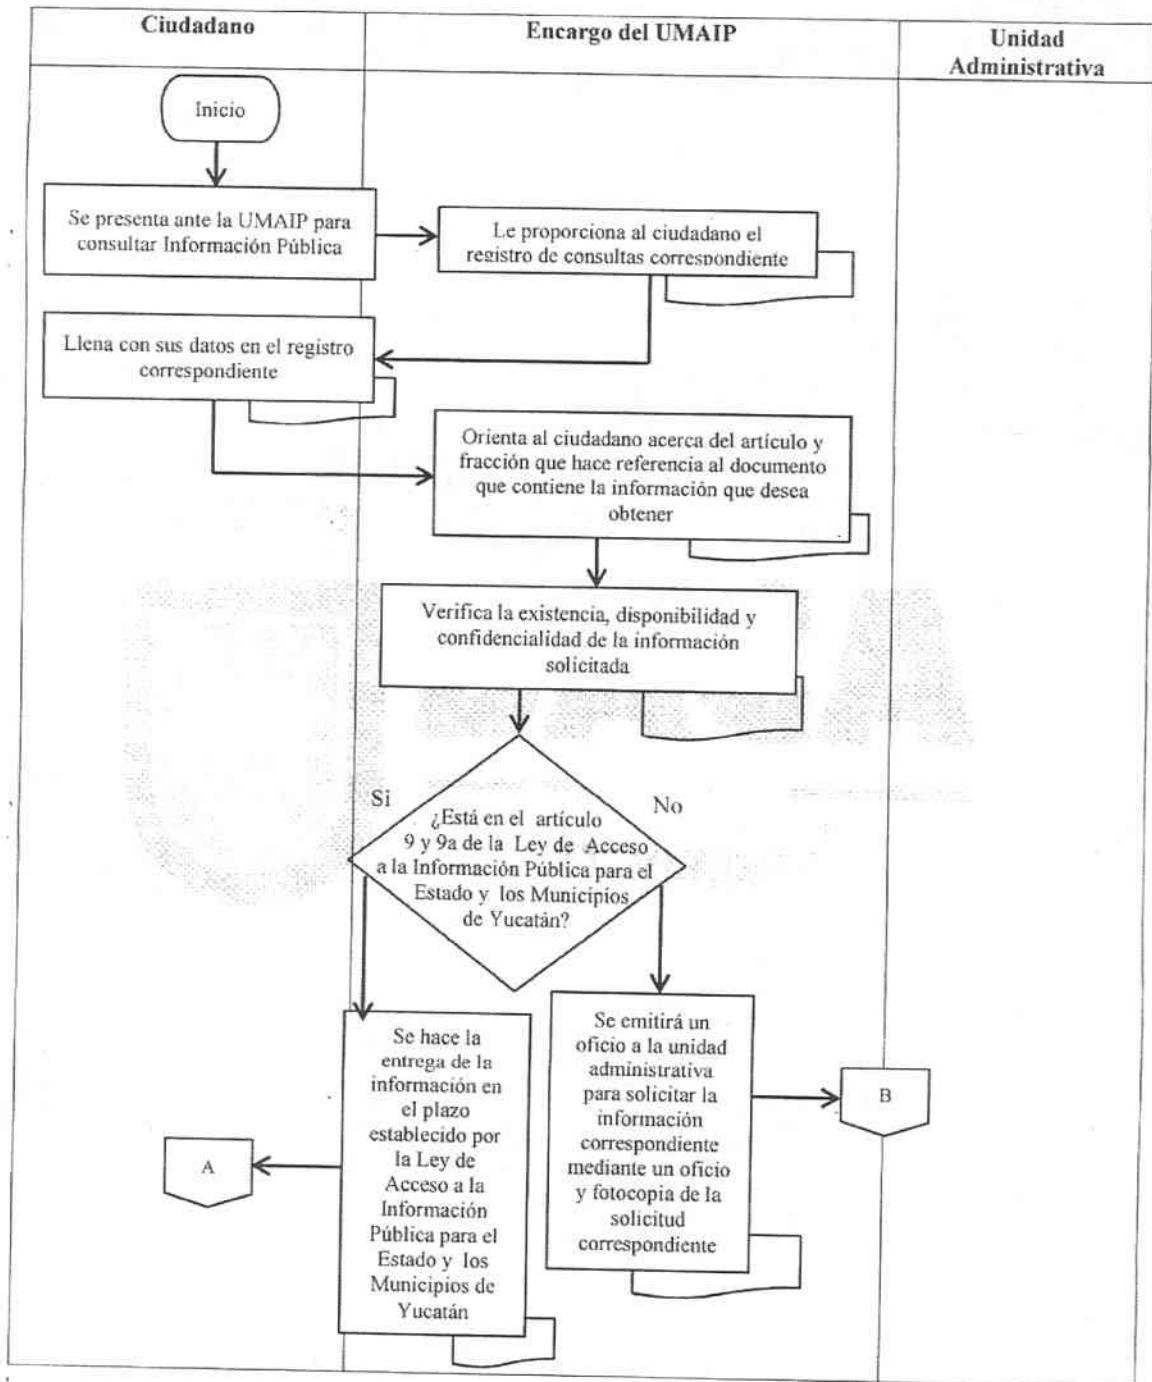 Ciudadano
Encargo del UMAIP
Unidad
Administrativa
Inicio
Se presenta ante la UMAIP para
consultar Información Pública
Le proporciona al ciudadano el
registro de consultas correspondiente
Llena con sus datos en el registro
correspondiente
Orienta al ciudadano acerca del artículo y
fracción que hace referencia al documento
que contiene la información que desea
obtener
Verifica la existencia, disponibilidad y
confidencialidad de la información
solicitada
Si
No
¿Está en el artículo
9 y 9a de la Ley de Acceso
a la Información Pública para el
Estado y los Municipios
de Yucatán?
Se hace la
entrega de la
información en
el plazo
establecido por
la Ley de
Acceso a la
Información
Pública para el
Estado y los
Municipios de
Yucatán
Se emitirá un
oficio a la unidad
administrativa
para solicitar la
información
correspondiente
mediante un oficio
y fotocopia de la
solicitud
correspondiente
A
B